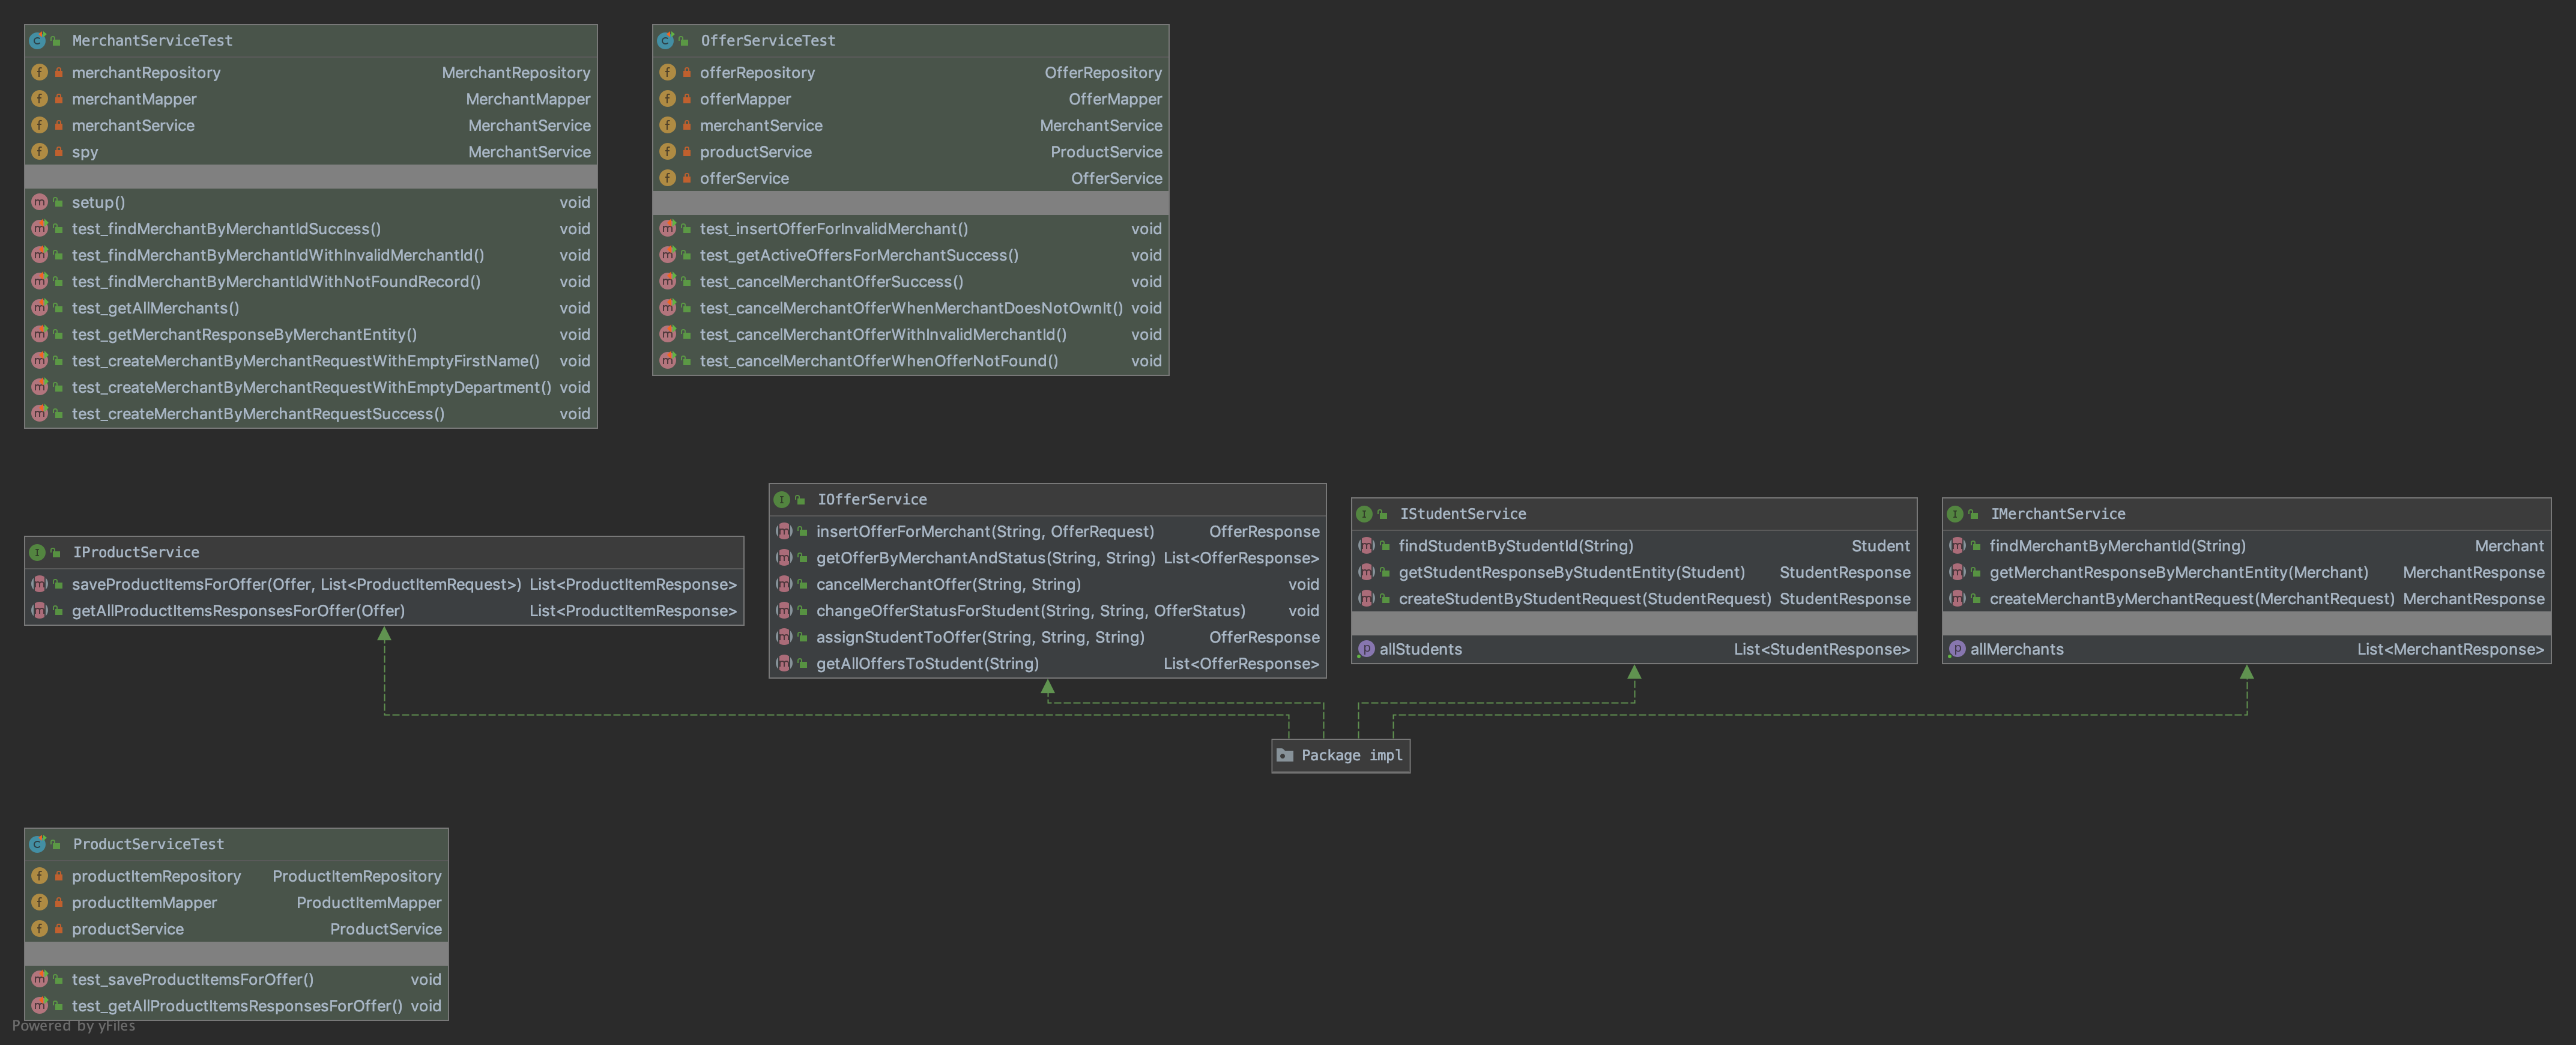 MerchantServiceTest
merchantRepository MerchantRepository
merchantMapper MerchantMapper
merchantService MerchantService
spy MerchantService
setup() void
test_findMerchantByMerchantIdSuccess() void
test_findMerchantByMerchantIdWithInvalidMerchantId() void
test_findMerchantByMerchantIdWithNotFoundRecord() void
test_getAllMerchants() void
test_getMerchantResponseByMerchantEntity() void
test_createMerchantByMerchantRequestWithEmptyFirstName() void
test_createMerchantByMerchantRequestWithEmptyDepartment() void
test_createMerchantByMerchantRequestSuccess() void
OfferServiceTest
offerRepository OfferRepository
offerMapper OfferMapper
merchantService MerchantService
productService ProductService
offerService OfferService
test_insertOfferForInvalidMerchant() void
test_getActiveOffersForMerchantSuccess() void
test_cancelMerchantOfferSuccess() void
test_cancelMerchantOfferWhenMerchantDoesNotOwnIt() void
test_cancelMerchantOfferWithInvalidMerchantId() void
test_cancelMerchantOfferWhenOfferNotFound() void
IProductService
saveProductItemsForOffer(Offer, List<ProductItemRequest>) List<ProductItemResponse>
getAllProductItemsResponsesForOffer(Offer) List<ProductItemResponse>
IOfferService
insertOfferForMerchant(String, OfferRequest) OfferResponse
getOfferByMerchantAndStatus(String, String) List<OfferResponse>
cancelMerchantOffer(String, String) void
changeOfferStatusForStudent(String, String, OfferStatus) void
assignStudentToOffer(String, String, String) OfferResponse
getAllOffersToStudent(String) List<OfferResponse>
IStudentService
findStudentByStudentId(String) Student
getStudentResponseByStudentEntity(Student) StudentResponse
createStudentByStudentRequest(StudentRequest) StudentResponse
allStudents List<StudentResponse>
IMerchantService
findMerchantByMerchantId(String) Merchant
getMerchantResponseByMerchantEntity(Merchant) MerchantResponse
createMerchantByMerchantRequest(MerchantRequest) MerchantResponse
allMerchants List<MerchantResponse>
Package impl
ProductServiceTest
productItemRepository ProductItemRepository
productItemMapper ProductItemMapper
productService ProductService
test_saveProductItemsForOffer() void
test_getAllProductItemsResponsesForOffer() void
Powered by yFiles